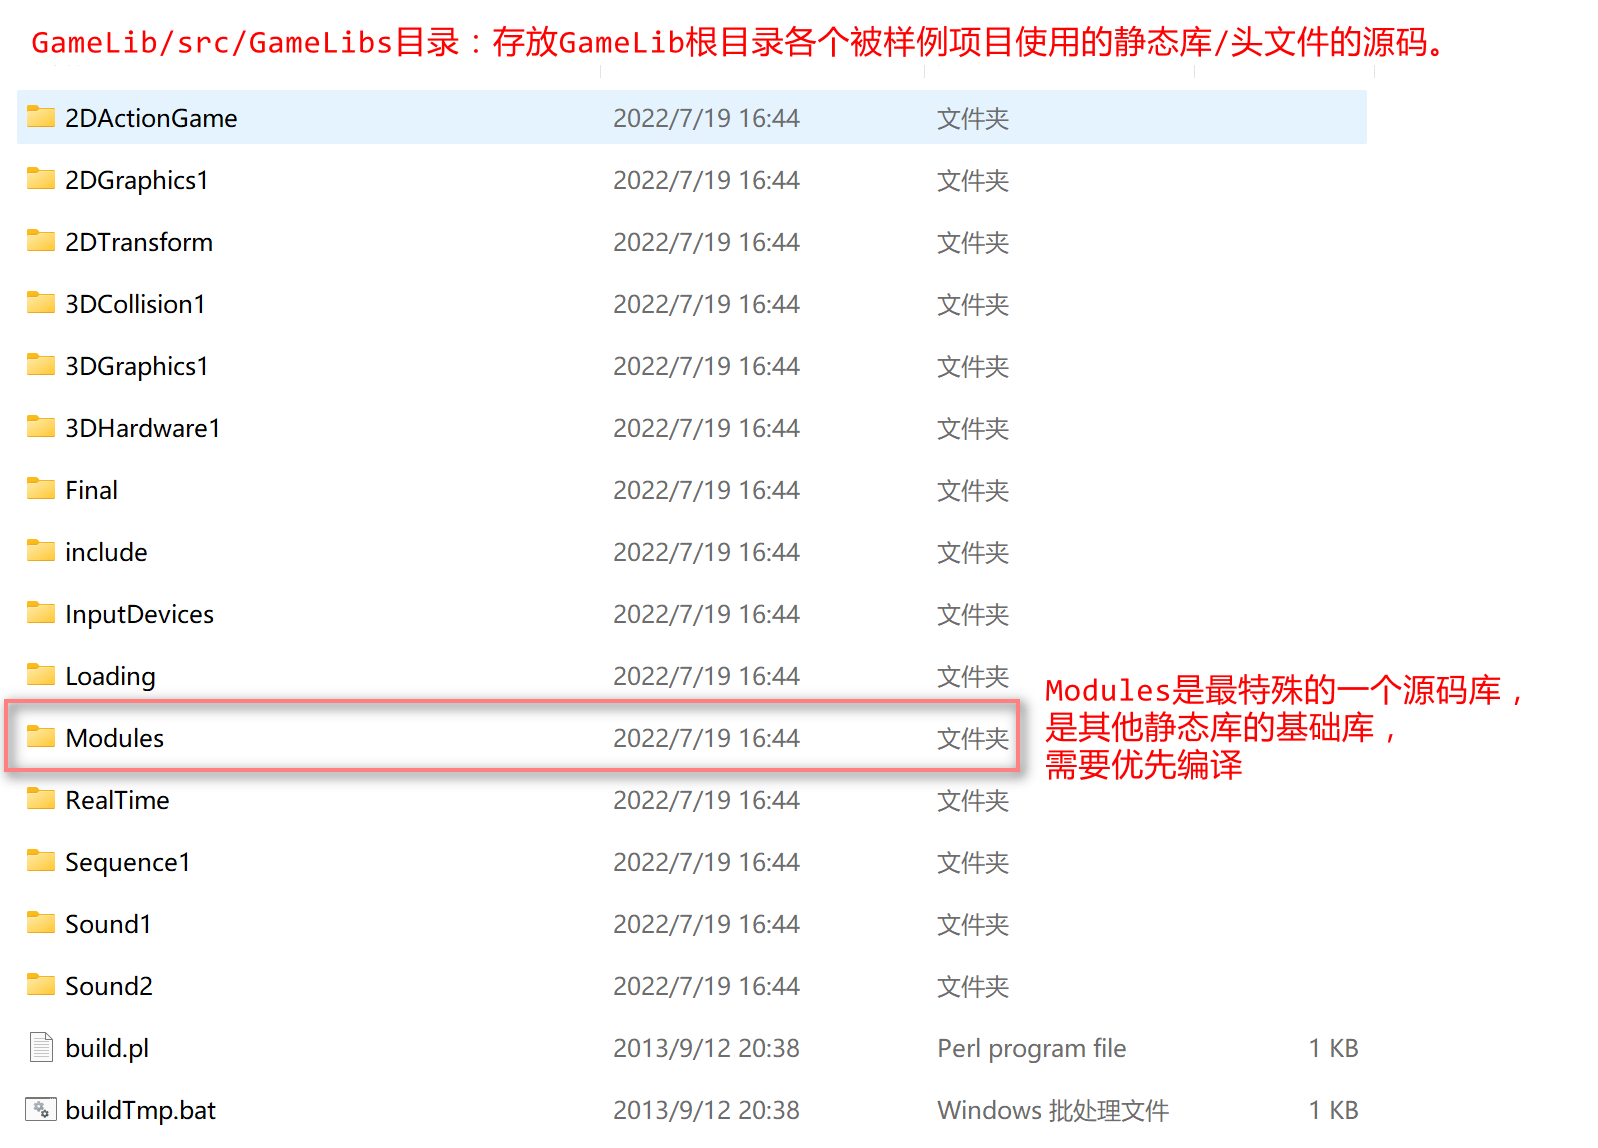 GameLib/src/GameLibs目录：存放GameLib根目录各个被样例项目使用的静态库/头文件的源码。
2DActionGame 2022/7/19 16:44 文件夹
2DGraphics1 2022/7/19 16:44 文件夹
2DTransform 2022/7/19 16:44 文件夹
3DCollision1 2022/7/19 16:44 文件夹
3DGraphics1 2022/7/19 16:44 文件夹
3DHardware1 2022/7/19 16:44 文件夹
Final 2022/7/19 16:44 文件夹
include 2022/7/19 16:44 文件夹
InputDevices 2022/7/19 16:44 文件夹
Loading 2022/7/19 16:44 文件夹
Modules 2022/7/19 16:44 文件夹
Modules是最特殊的一个源码库，
是其他静态库的基础库，
需要优先编译
RealTime 2022/7/19 16:44 文件夹
Sequence1 2022/7/19 16:44 文件夹
Sound1 2022/7/19 16:44 文件夹
Sound2 2022/7/19 16:44 文件夹
build.pl 2013/9/12 20:38 Perl program file 1 KB
buildTmp.bat 2013/9/12 20:38 Windows 批处理文件 1 KB